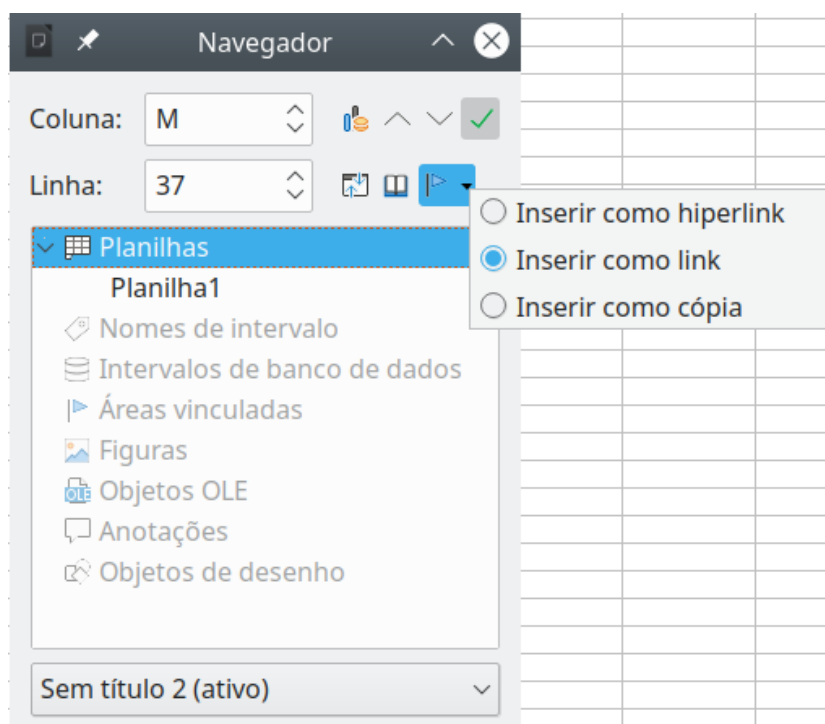 Navegador
Coluna: M
Linha: 37
Inserir como hiperlink
Inserir como link
Inserir como cópia
Planilhas
Planilha1
Nomes de intervalo
Intervalos de banco de dados
Áreas vinculadas
Figuras
OLE Objetos OLE
Anotações
Objetos de desenho
Sem título 2 (ativo)